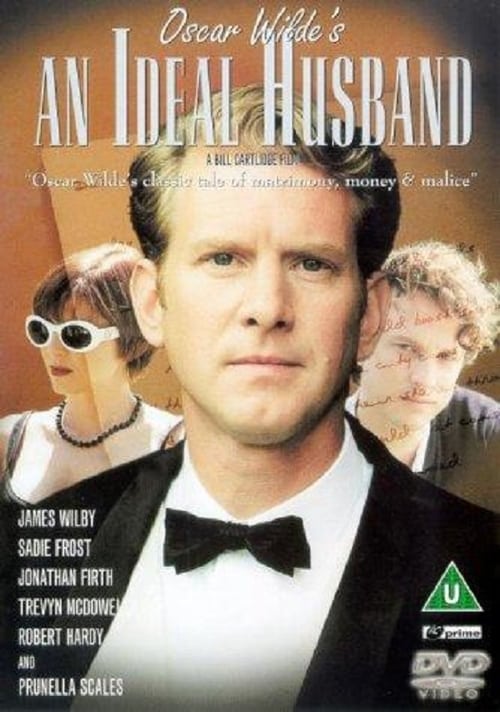 Oscar Wilde's
AN IDEAL HUSBAND
A BILL CARTLIDGE FILM
"Oscar Wilde's classic tale of matrimony, money & malice"
JAMES WILBY
SADIE FROST
JONATHAN FIRTH
TREVYN MCDOWEL
ROBERT HARDY
AND
PRUNELLA SCALES
U
prime
DVD
VIDEO